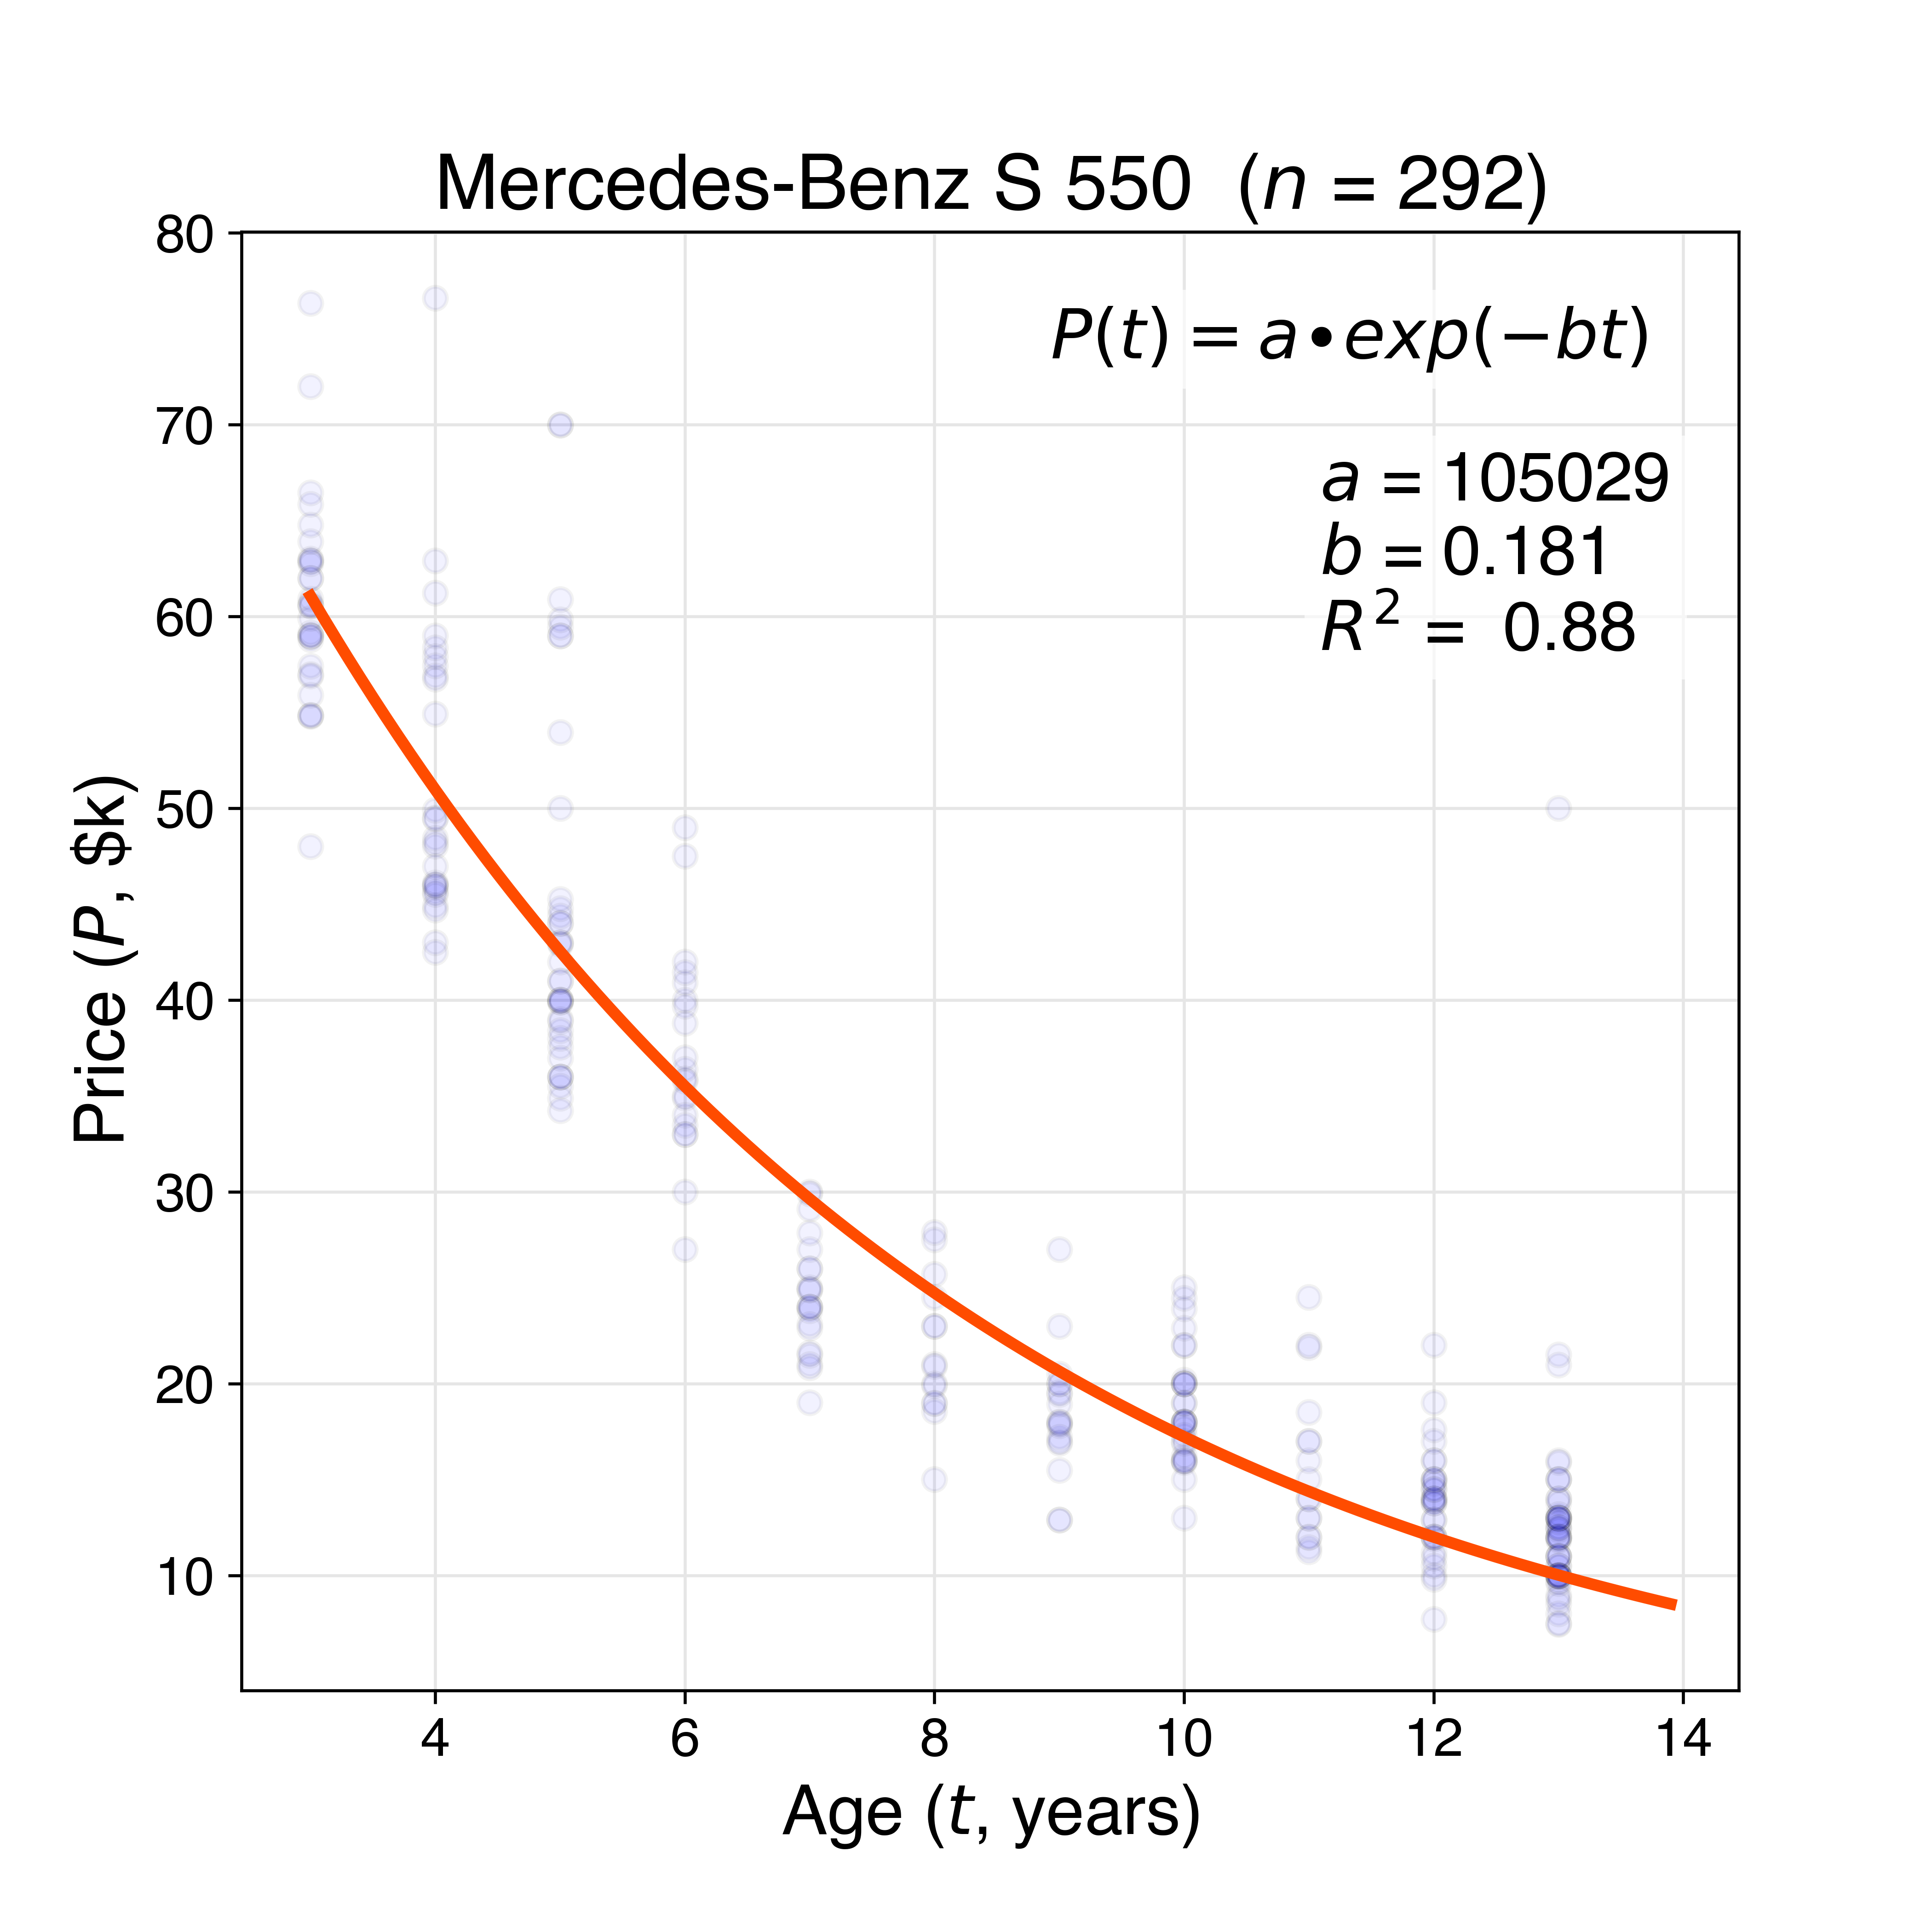 Mercedes-Benz S 550 (n = 292)
P(t) = a•exp(−bt)
a = 105029
b = 0.181
R² = 0.88
Price (P, $k)
80
70
60
50
40
30
20
10
4 6 8 10 12 14
Age (t, years)